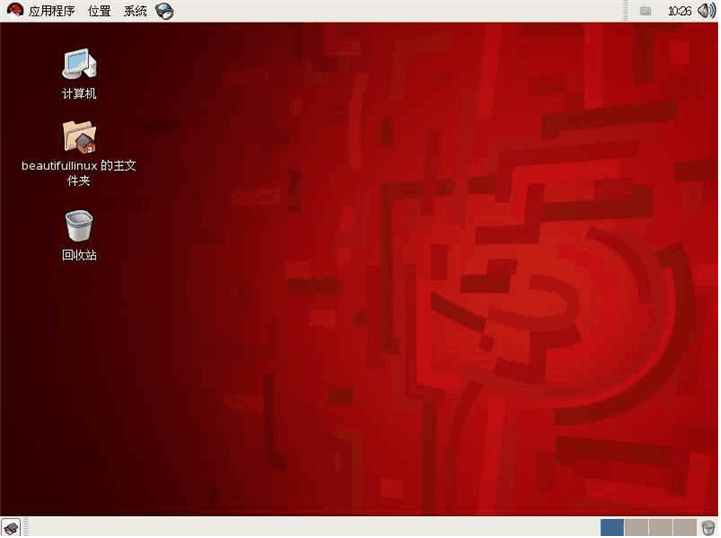 应用程序 位置 系统 10:26
计算机
beautifullinux 的主文
件夹
回收站